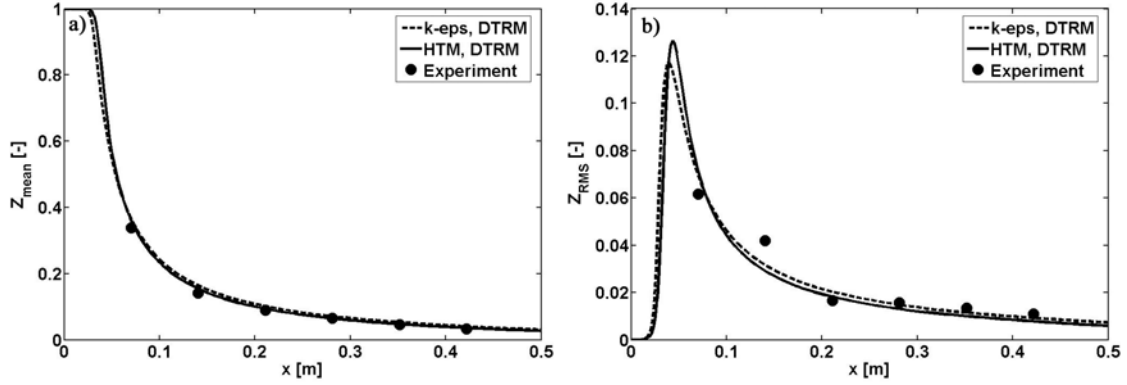 a)
k-eps, DTRM
HTM, DTRM
Experiment
1
0.8
0.6
0.4
0.2
0
Z_mean [-]
0
0.1
0.2
0.3
0.4
0.5
x [m]
b)
k-eps, DTRM
HTM, DTRM
Experiment
0.14
0.12
0.10
0.08
0.06
0.04
0.02
0
Z_RMS [-]
0
0.1
0.2
0.3
0.4
0.5
x [m]